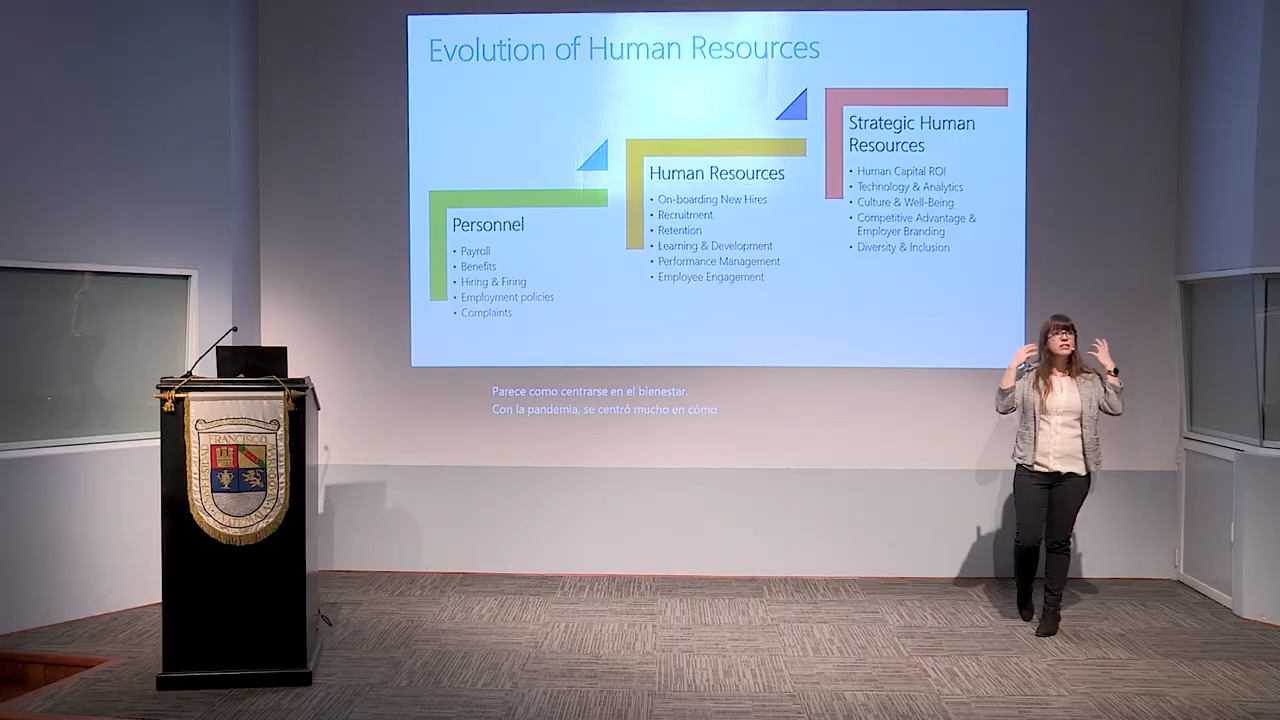 Evolution of Human Resources
Personnel
• Payroll
• Benefits
• Hiring & Firing
• Employment policies
• Complaints
Human Resources
• On-boarding New Hires
• Recruitment
• Retention
• Learning & Development
• Performance Management
• Employee Engagement
Strategic Human
Resources
• Human Capital ROI
• Technology & Analytics
• Culture & Well-Being
• Competitive Advantage &
Employer Branding
• Diversity & Inclusion
Parece como centrarse en el bienestar.
Con la pandemia, se centró mucho en cómo
FRANCISCO